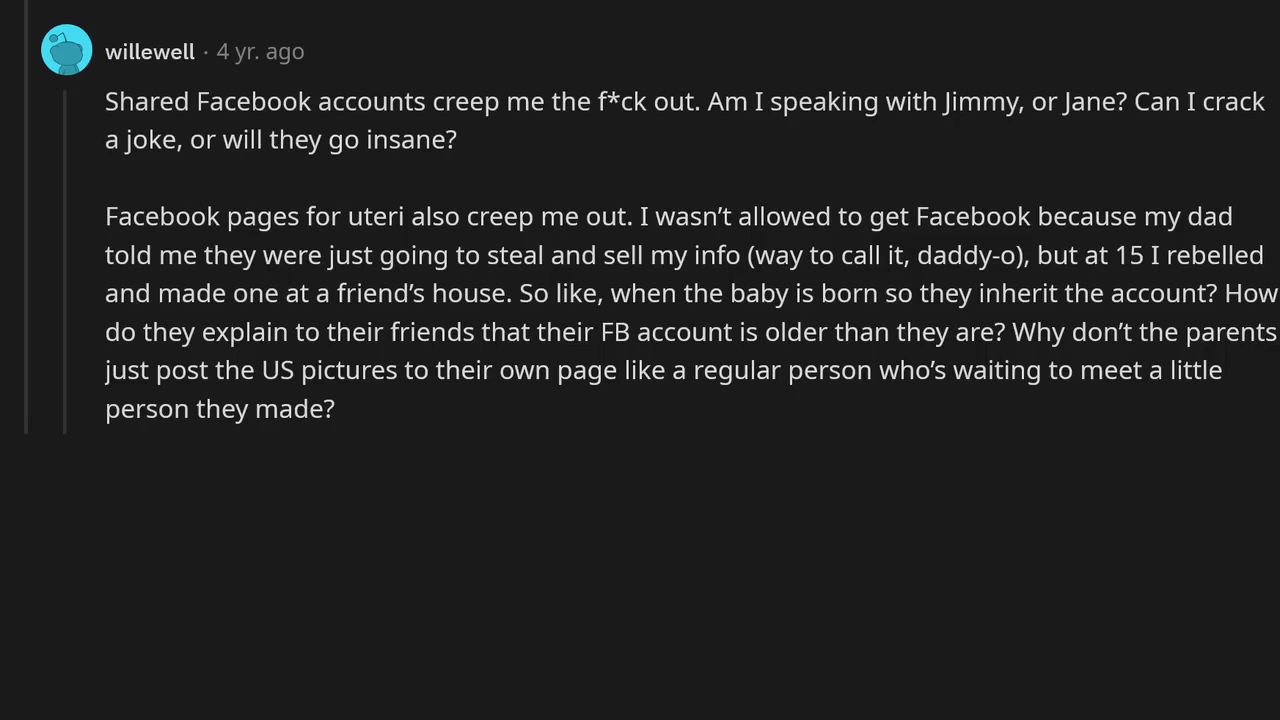 willewell · 4 yr. ago
Shared Facebook accounts creep me the f*ck out. Am I speaking with Jimmy, or Jane? Can I crack
a joke, or will they go insane?
Facebook pages for uteri also creep me out. I wasn’t allowed to get Facebook because my dad
told me they were just going to steal and sell my info (way to call it, daddy-o), but at 15 I rebelled
and made one at a friend’s house. So like, when the baby is born so they inherit the account? How
do they explain to their friends that their FB account is older than they are? Why don’t the parents
just post the US pictures to their own page like a regular person who’s waiting to meet a little
person they made?